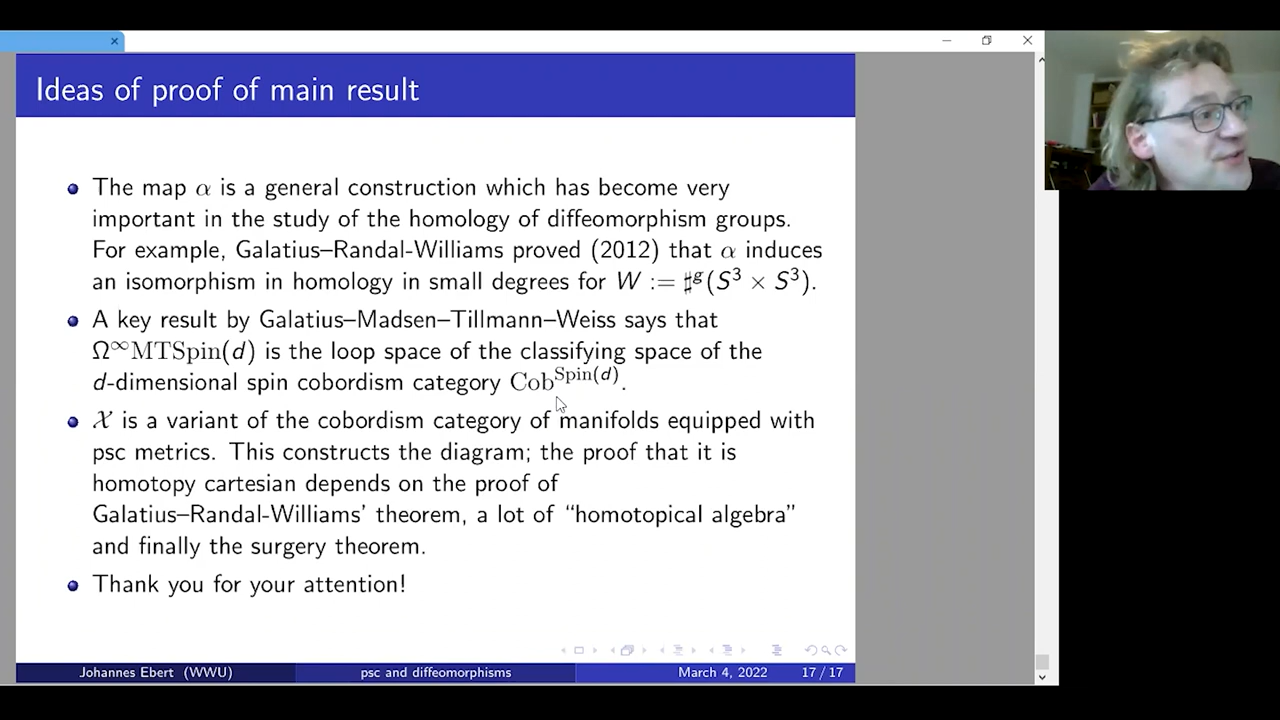 Ideas of proof of main result
The map α is a general construction which has become very
important in the study of the homology of diffeomorphism groups.
For example, Galatius–Randal-Williams proved (2012) that α induces
an isomorphism in homology in small degrees for W := ♯^g(S^3 × S^3).
A key result by Galatius–Madsen–Tillmann–Weiss says that
Ω^∞MTSpin(d) is the loop space of the classifying space of the
d-dimensional spin cobordism category Cob^Spin(d).
𝒳 is a variant of the cobordism category of manifolds equipped with
psc metrics. This constructs the diagram; the proof that it is
homotopy cartesian depends on the proof of
Galatius–Randal-Williams' theorem, a lot of "homotopical algebra"
and finally the surgery theorem.
Thank you for your attention!
Johannes Ebert (WWU) psc and diffeomorphisms March 4, 2022 17 / 17